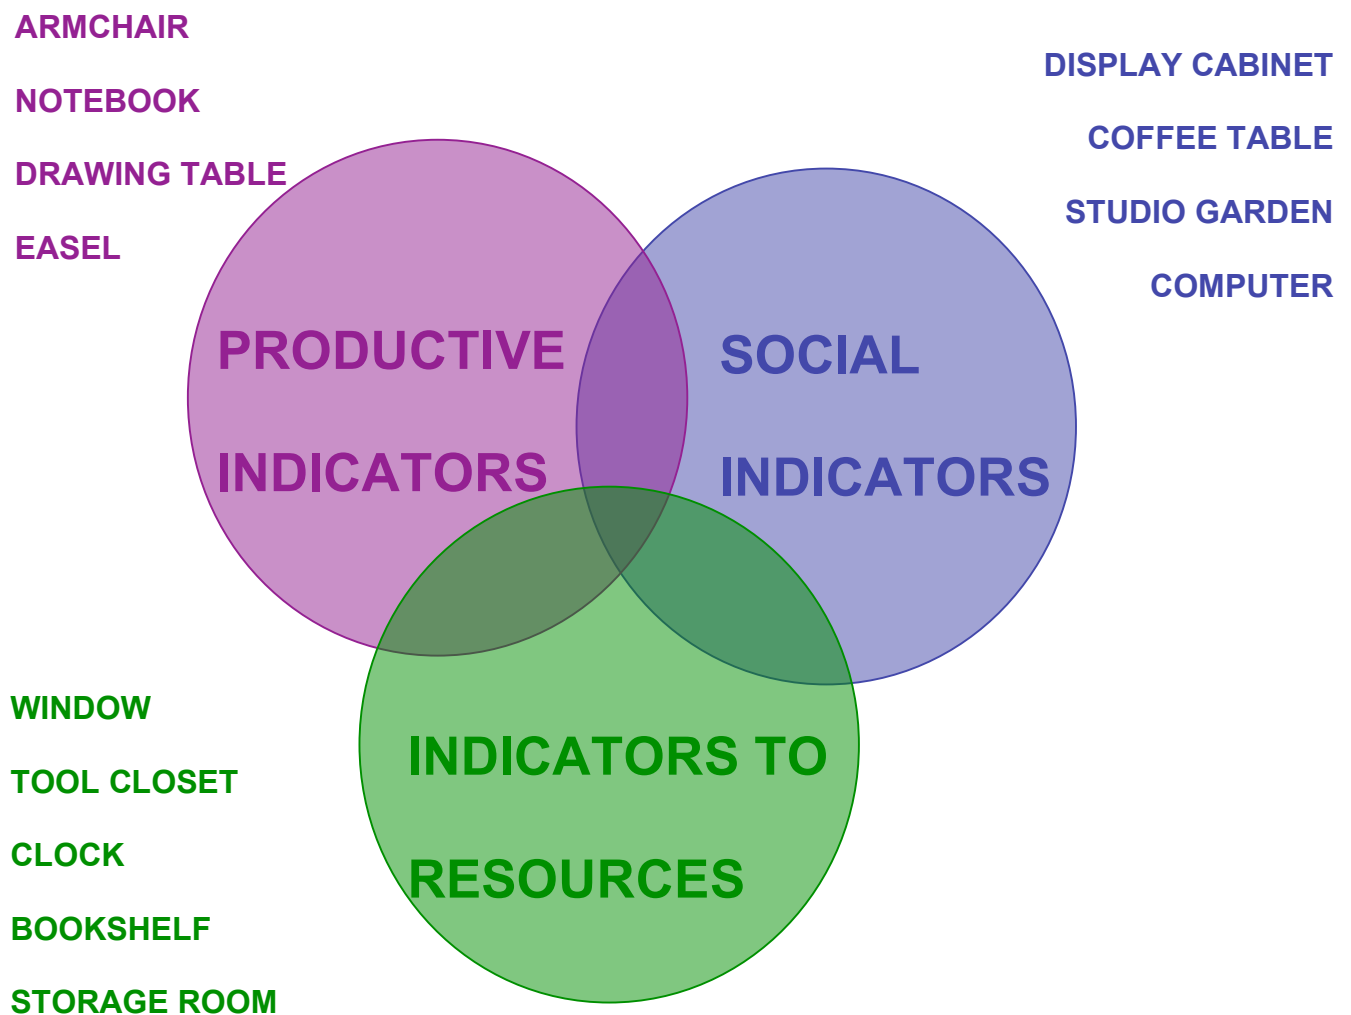 ARMCHAIR
NOTEBOOK
DRAWING TABLE
EASEL
DISPLAY CABINET
COFFEE TABLE
STUDIO GARDEN
COMPUTER
PRODUCTIVE
INDICATORS
SOCIAL
INDICATORS
INDICATORS TO
RESOURCES
WINDOW
TOOL CLOSET
CLOCK
BOOKSHELF
STORAGE ROOM